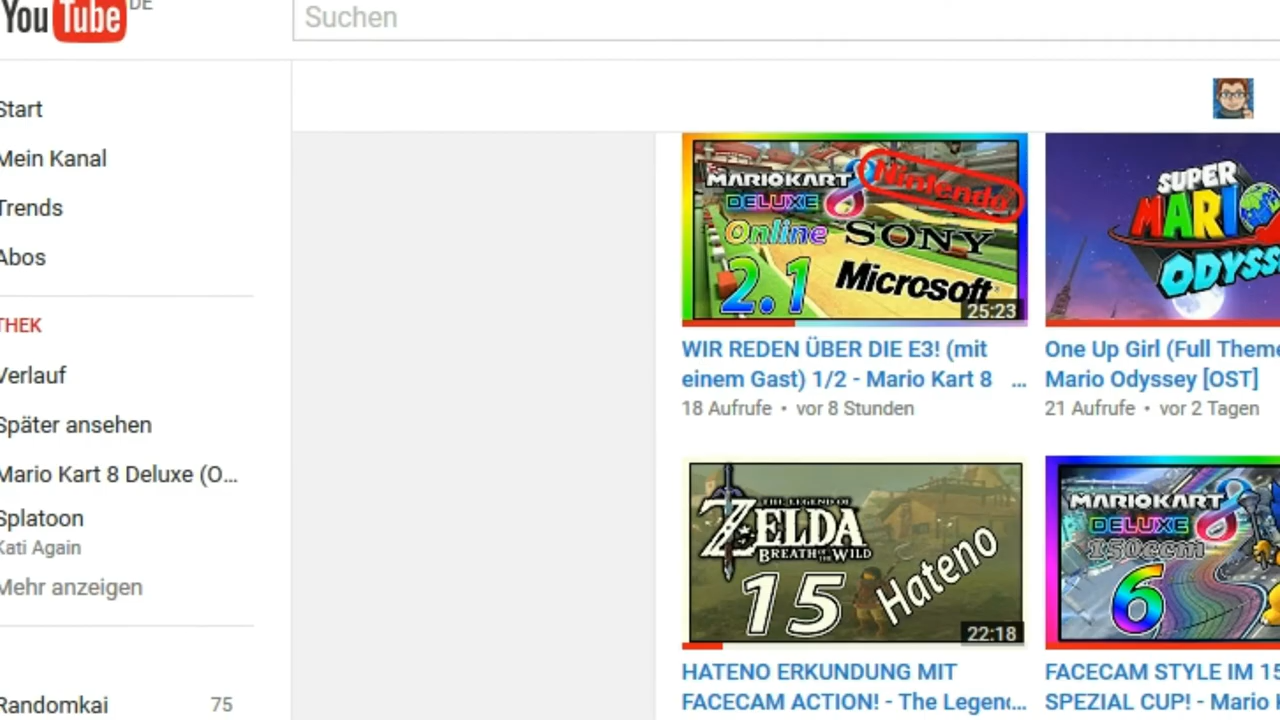 YouTube DE
Suchen
Start
Mein Kanal
Trends
Abos
THEK
Verlauf
Später ansehen
Mario Kart 8 Deluxe (O...
Splatoon
Kati Again
Mehr anzeigen
Randomkai 75
MARIOKART 8
DELUXE
Nintendo
Online
SONY
2.1
Microsoft
25:23
WIR REDEN ÜBER DIE E3! (mit
einem Gast) 1/2 - Mario Kart 8 ...
18 Aufrufe • vor 8 Stunden
SUPER
MARIO
ODYSS
One Up Girl (Full Theme
Mario Odyssey [OST]
21 Aufrufe • vor 2 Tagen
THE LEGEND OF
ZELDA
BREATH OF THE WILD
15
Hateno
22:18
HATENO ERKUNDUNG MIT
FACECAM ACTION! - The Legen...
MARIOKART 8
DELUXE
150ccm
6
FACECAM STYLE IM 15
SPEZIAL CUP! - Mario K